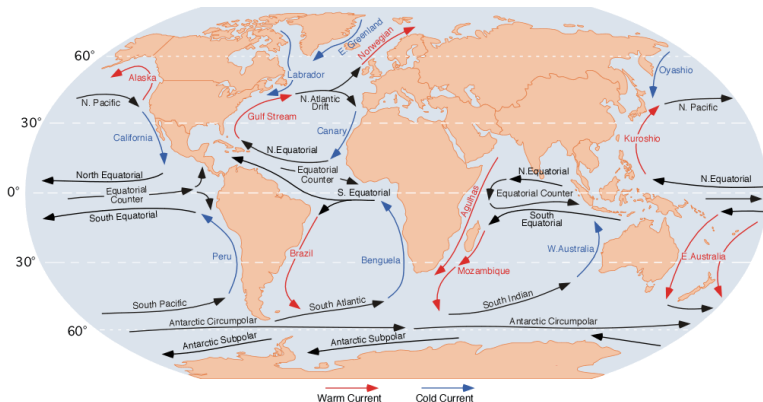 60°
30°
0°
30°
60°
E. Greenland
Norwegian
Alaska
Labrador
Oyashio
N. Pacific
N. Atlantic
Drift
N. Pacific
Gulf Stream
California
Canary
Kuroshio
N.Equatorial
North Equatorial
Equatorial
Counter
N.Equatorial
N.Equatorial
Equatorial
Counter
S. Equatorial
Equatorial Counter
South Equatorial
Agulhas
South
Equatorial
Peru
Brazil
Benguela
Mozambique
W.Australia
E.Australia
South Pacific
South Atlantic
South Indian
Antarctic Circumpolar
Antarctic Circumpolar
Antarctic Subpolar
Antarctic Subpolar
Warm Current
Cold Current